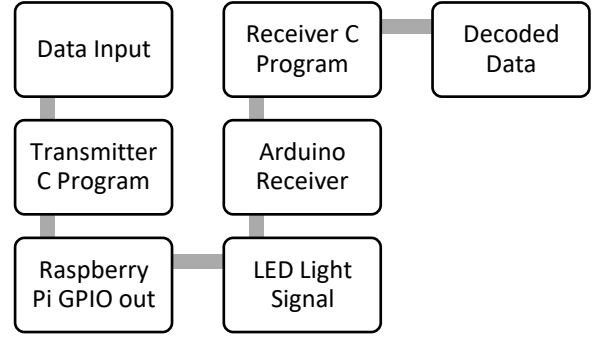 Data Input
Transmitter
C Program
Raspberry
Pi GPIO out
LED Light
Signal
Arduino
Receiver
Receiver C
Program
Decoded
Data